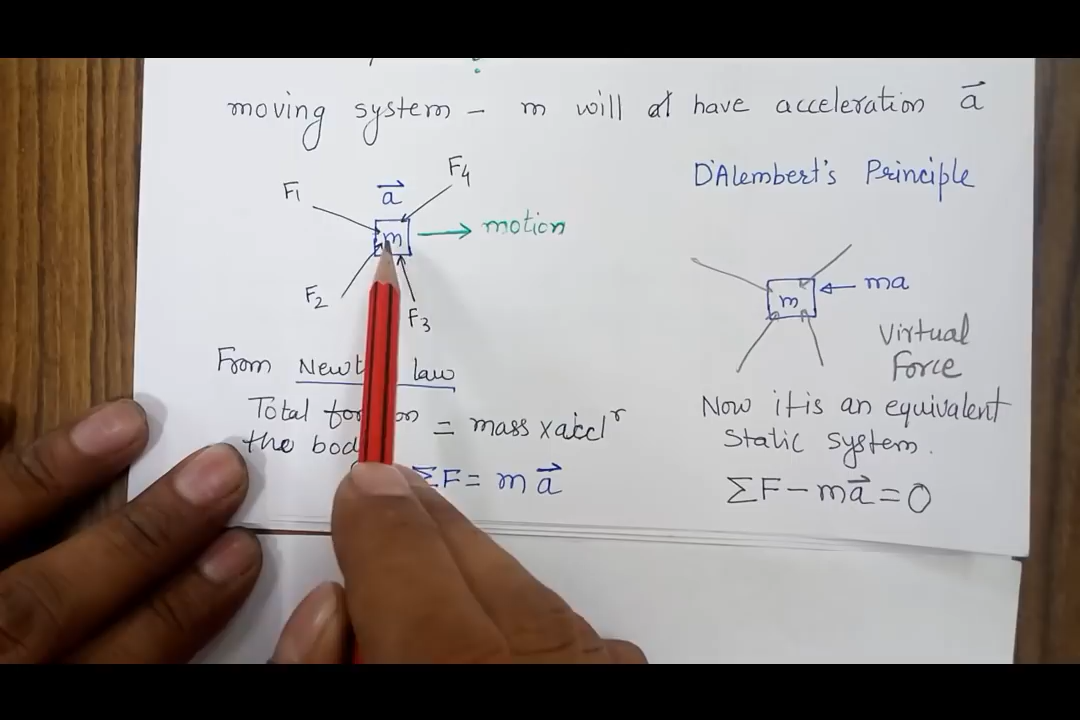 moving system - m will have acceleration a⃗
F1
F4
a⃗
m
motion
F2
F3
From law
Total
the = mass x accl^r
ΣF = m a⃗
D'Alembert's Principle
m
ma
Virtual
Force
Now it is an equivalent
static system.
ΣF - ma⃗ = 0